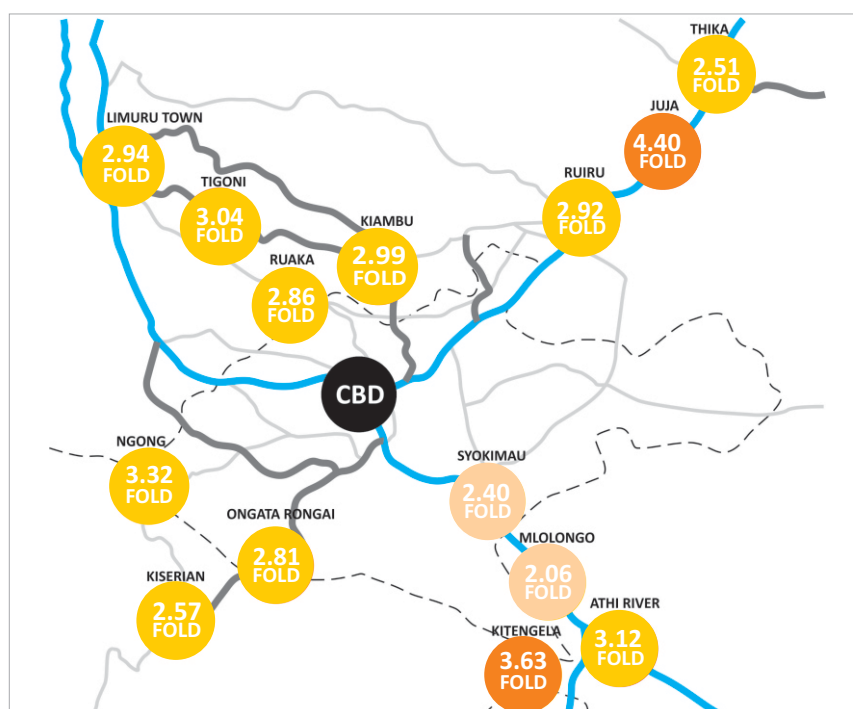 THIKA
2.51
FOLD
JUJA
4.40
FOLD
LIMURU TOWN
2.94
FOLD
RUIRU
2.92
FOLD
TIGONI
3.04
FOLD
KIAMBU
2.99
FOLD
RUAKA
2.86
FOLD
CBD
NGONG
3.32
FOLD
SYOKIMAU
2.40
FOLD
ONGATA RONGAI
2.81
FOLD
MLOLONGO
2.06
FOLD
KISERIAN
2.57
FOLD
ATHI RIVER
3.12
FOLD
KITENGELA
3.63
FOLD